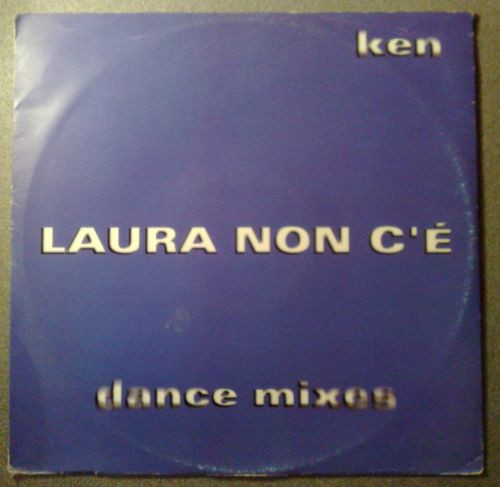 ken
LAURA NON C'É
dance mixes